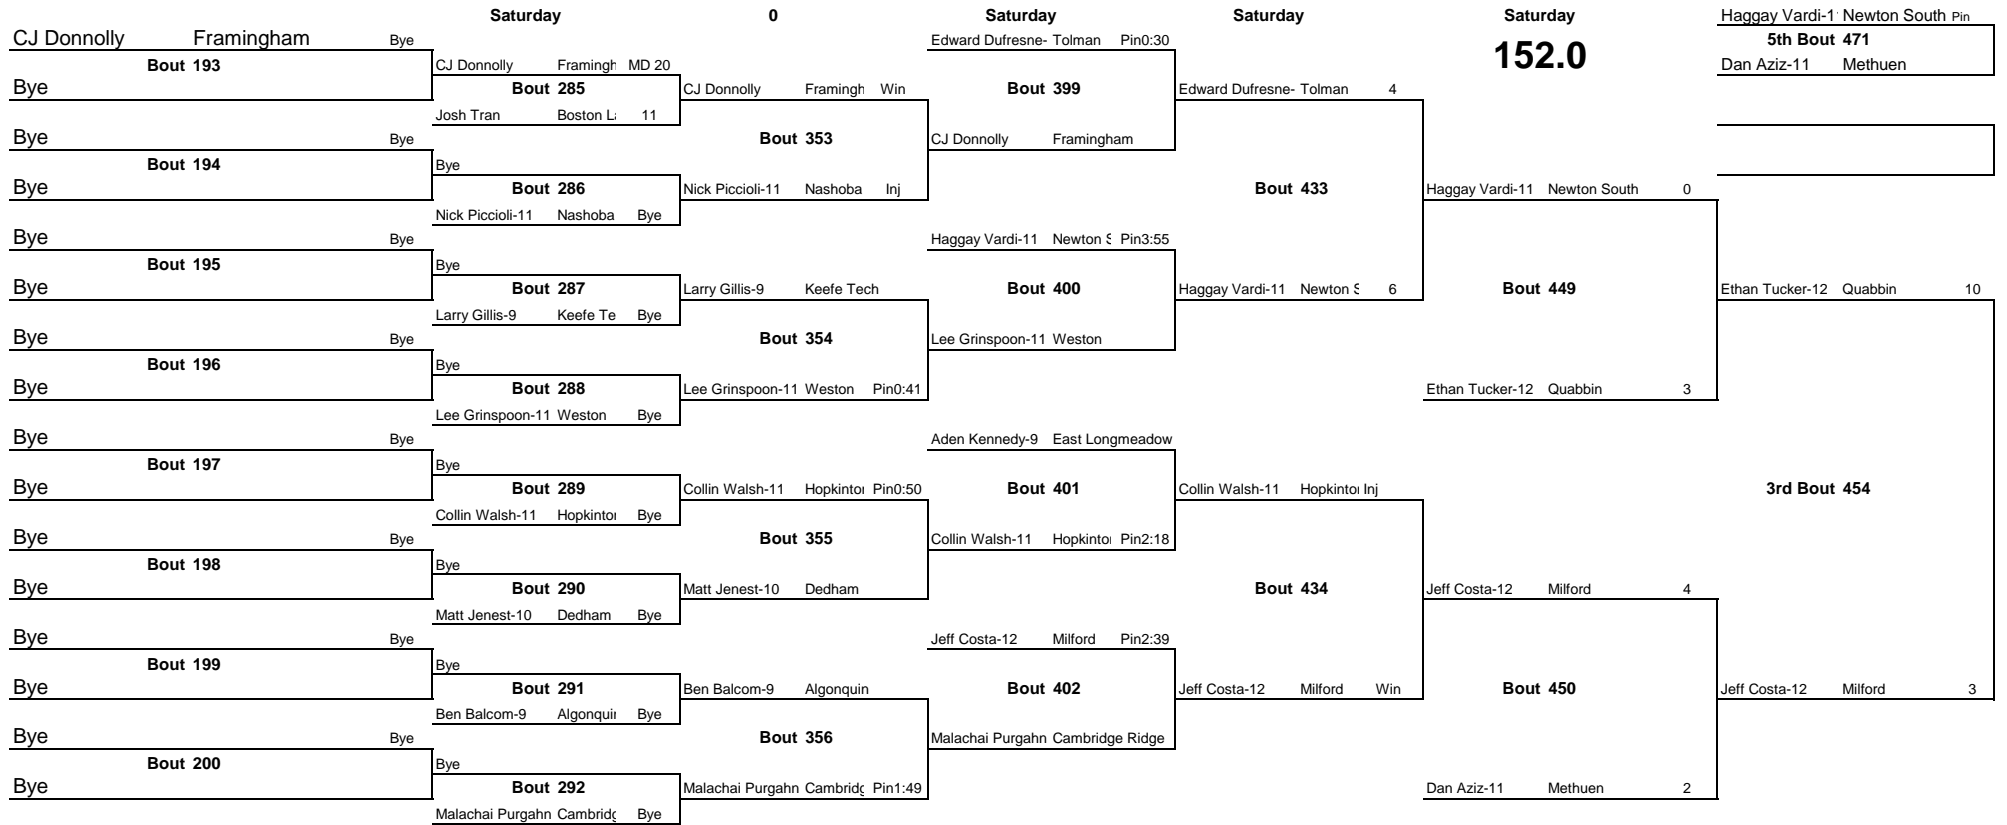 Saturday 0 Saturday Saturday Saturday
152.0
CJ Donnolly Framingham Bye
Bout 193
Bye
Bye Bye
Bout 194
Bye
Bye Bye
Bout 195
Bye
Bye Bye
Bout 196
Bye
Bye Bye
Bout 197
Bye
Bye Bye
Bout 198
Bye
Bye Bye
Bout 199
Bye
Bye Bye
Bout 200
Bye
CJ Donnolly Framingh MD 20
Bout 285
Josh Tran Boston La 11
Bye
Bout 286
Nick Piccioli-11 Nashoba Bye
Bye
Bout 287
Larry Gillis-9 Keefe Te Bye
Bye
Bout 288
Lee Grinspoon-11 Weston Bye
Bye
Bout 289
Collin Walsh-11 Hopkinton Bye
Bye
Bout 290
Matt Jenest-10 Dedham Bye
Bye
Bout 291
Ben Balcom-9 Algonquin Bye
Bye
Bout 292
Malachai Purgahn Cambridg Bye
CJ Donnolly Framingh Win
Bout 353
Nick Piccioli-11 Nashoba Inj
Larry Gillis-9 Keefe Tech
Bout 354
Lee Grinspoon-11 Weston Pin0:41
Collin Walsh-11 Hopkinton Pin0:50
Bout 355
Matt Jenest-10 Dedham
Ben Balcom-9 Algonquin
Bout 356
Malachai Purgahn Cambridg Pin1:49
Edward Dufresne- Tolman Pin0:30
Bout 399
CJ Donnolly Framingham
Haggay Vardi-11 Newton S Pin3:55
Bout 400
Lee Grinspoon-11 Weston
Aden Kennedy-9 East Longmeadow
Bout 401
Collin Walsh-11 Hopkinton Pin2:18
Jeff Costa-12 Milford Pin2:39
Bout 402
Malachai Purgahn Cambridge Ridge
Edward Dufresne- Tolman 4
Bout 433
Haggay Vardi-11 Newton S 6
Collin Walsh-11 Hopkinton Inj
Bout 434
Jeff Costa-12 Milford Win
Haggay Vardi-11 Newton South 0
Bout 449
Ethan Tucker-12 Quabbin 3
Jeff Costa-12 Milford 4
Bout 450
Dan Aziz-11 Methuen 2
Haggay Vardi-1 Newton South Pin
5th Bout 471
Dan Aziz-11 Methuen
Ethan Tucker-12 Quabbin 10
3rd Bout 454
Jeff Costa-12 Milford 3